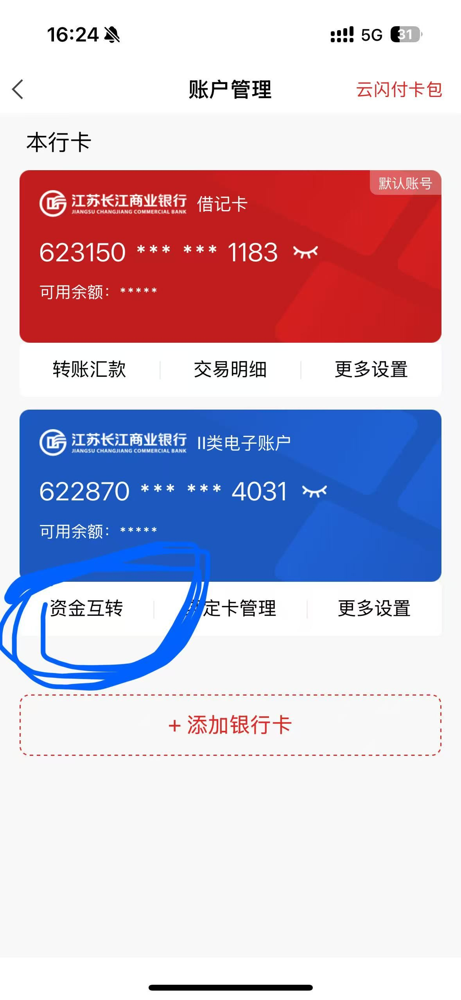 16:24 5G 31
账户管理 云闪付卡包
本行卡
默认账号
江苏长江商业银行 借记卡
JIANGSU CHANGJIANG COMMERCIAL BANK
623150 *** *** 1183
可用余额: *****
转账汇款 交易明细 更多设置
江苏长江商业银行 II类电子账户
JIANGSU CHANGJIANG COMMERCIAL BANK
622870 *** *** 4031
可用余额: *****
资金互转 定卡管理 更多设置
+ 添加银行卡